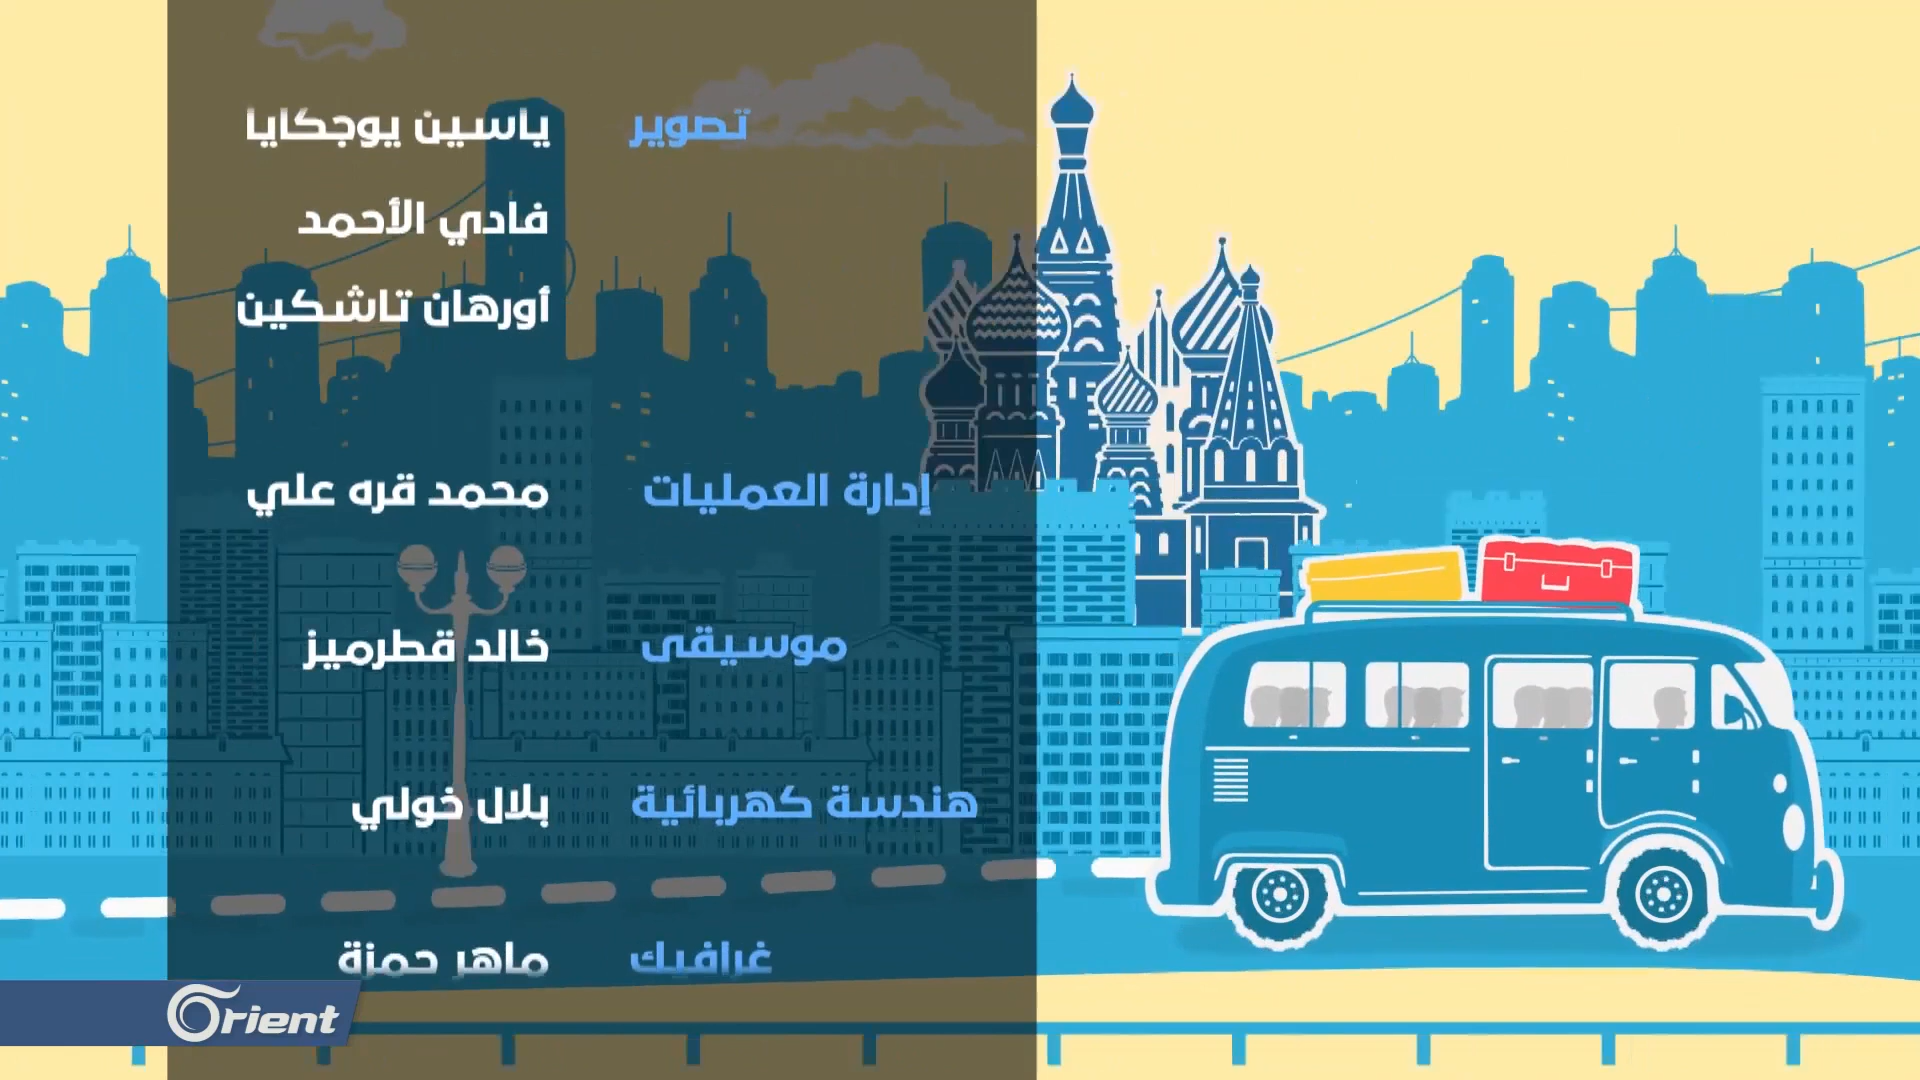 تصوير ياسين يوجكايا
فادي الأحمد
أورهان تاشكين
إدارة العمليات محمد قره علي
موسيقى خالد قطرميز
هندسة كهربائية بلال خولي
غرافيك ماهر حمزة
Orient